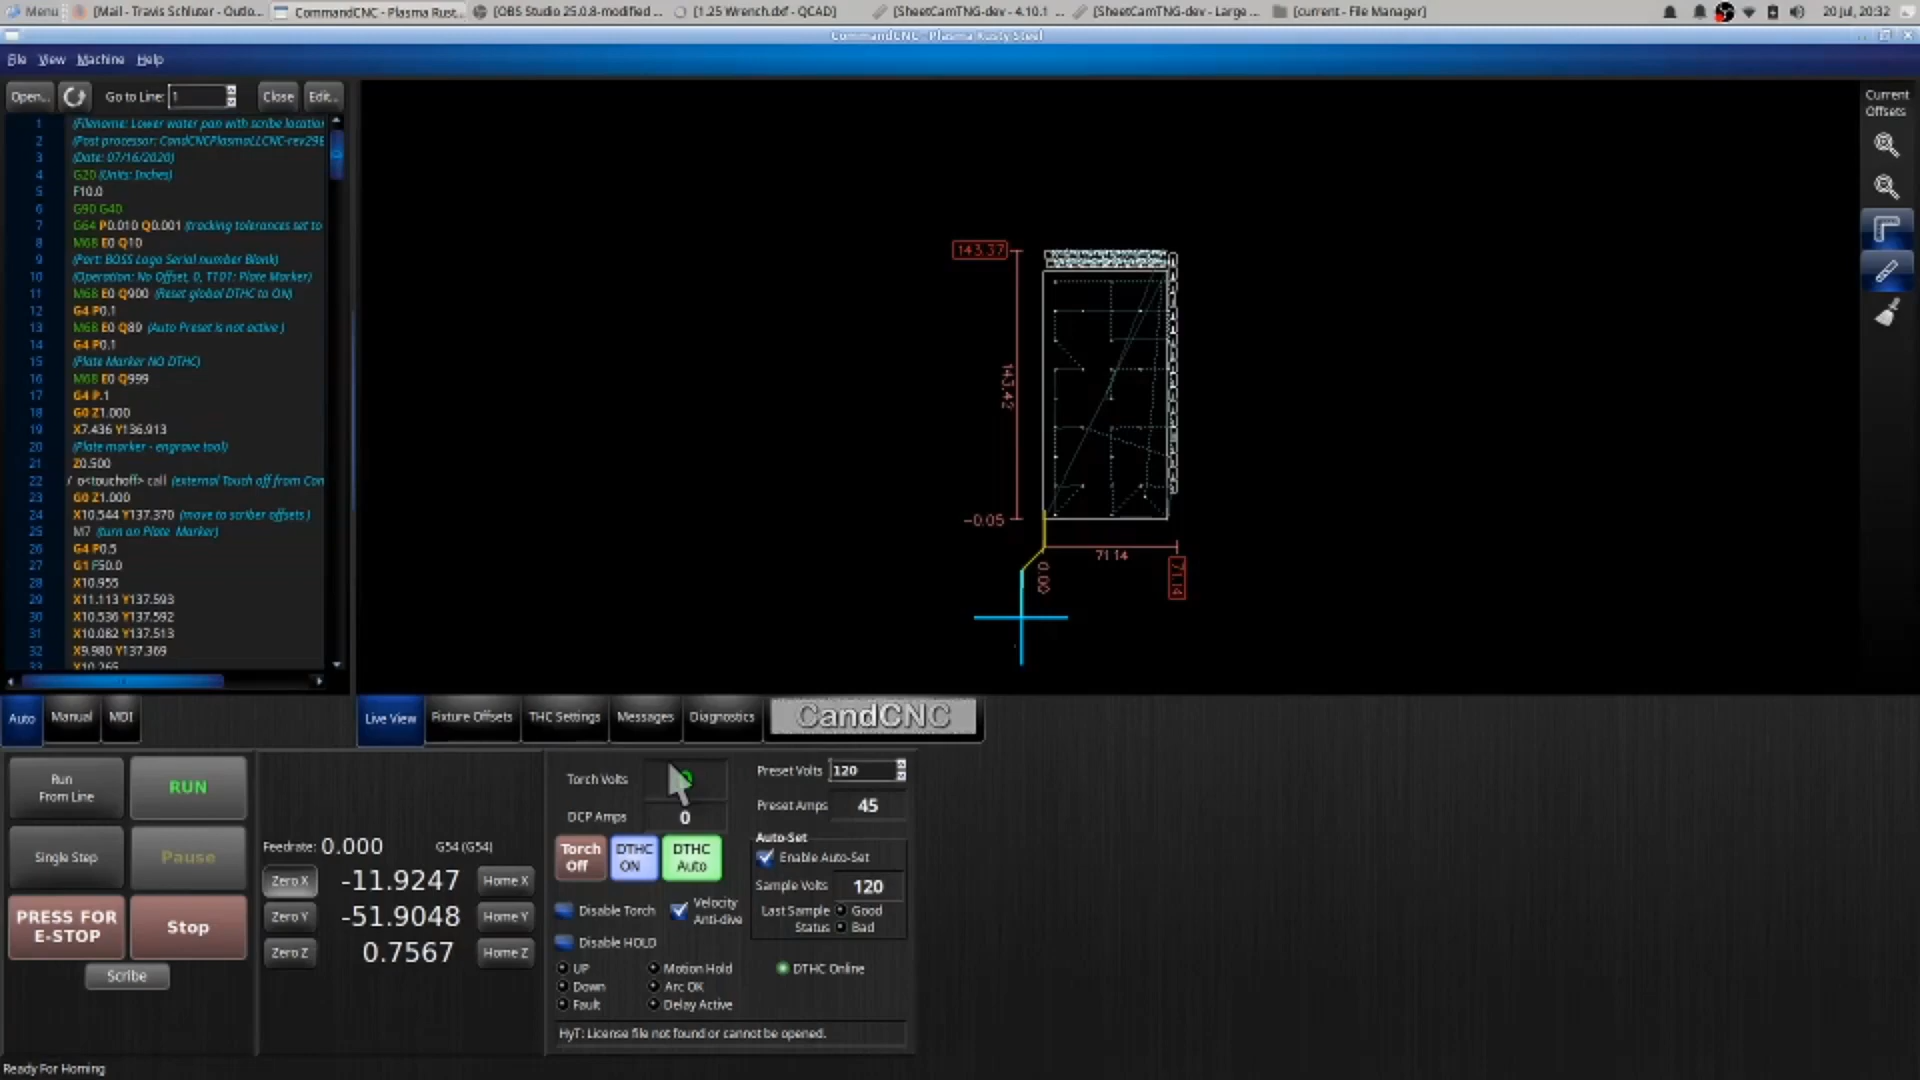 Menu
[Mail - Travis Schluter - Outlo...
CommandCNC - Plasma Rust...
[OBS Studio 25.0.8-modified ...
[1.25 Wrench.dxf - QCAD]
[SheetCamTNG-dev - 4.10.1 ...
[SheetCamTNG-dev - Large ...
[current - File Manager]
20 Jul, 20:32
CommandCNC - Plasma Rusty Steel
File View Machine Help
Open... Go to Line: 1 Close Edit...
1 (Filename: Lower water pan with scribe locatio
2 (Post processor: CandCNCPlasmaLLCNC-rev29E
3 (Date: 07/16/2020)
4 G20 (Units: Inches)
5 F10.0
6 G90 G40
7 G64 P0.010 Q0.001 (tracking tolerances set to
8 M68 E0 Q10
9 (Part: BOSS Logo Serial number Blank)
10 (Operation: No Offset, 0, T101: Plate Marker)
11 M68 E0 Q900 (Reset global DTHC to ON)
12 G4 P0.1
13 M68 E0 Q89 (Auto Preset is not active )
14 G4 P0.1
15 (Plate Marker NO DTHC)
16 M68 E0 Q999
17 G4 P.1
18 G0 Z1.000
19 X7.436 Y136.913
20 (Plate marker - engrave tool)
21 Z0.500
22 / o<touchoff> call (external Touch off from Con
23 G0 Z1.000
24 X10.544 Y137.370 (move to scriber offsets )
25 M7 (turn on Plate Marker)
26 G4 P0.5
27 G1 F50.0
28 X10.955
29 X11.113 Y137.593
30 X10.536 Y137.592
31 X10.082 Y137.513
32 X9.980 Y137.369
33 X10.265
143.37
143.42
-0.05
71.14
0.00
71.14
Current
Offsets
Auto Manual MDI
Live View Fixture Offsets THC Settings Messages Diagnostics CandCNC
Run
From Line
RUN
Single Step
Pause
PRESS FOR
E-STOP
Stop
Scribe
Feedrate: 0.000 G54 (G54)
Zero X -11.9247 Home X
Zero Y -51.9048 Home Y
Zero Z 0.7567 Home Z
Torch Volts
DCP Amps 0
Torch
Off
DTHC
ON
DTHC
Auto
Disable Torch
Velocity
Anti-dive
Disable HOLD
UP Motion Hold
Down Arc OK
Fault Delay Active
Preset Volts 120
Preset Amps 45
Auto-Set
Enable Auto-Set
Sample Volts 120
Last Sample Good
Status Bad
DTHC Online
HyT: License file not found or cannot be opened.
Ready For Homing